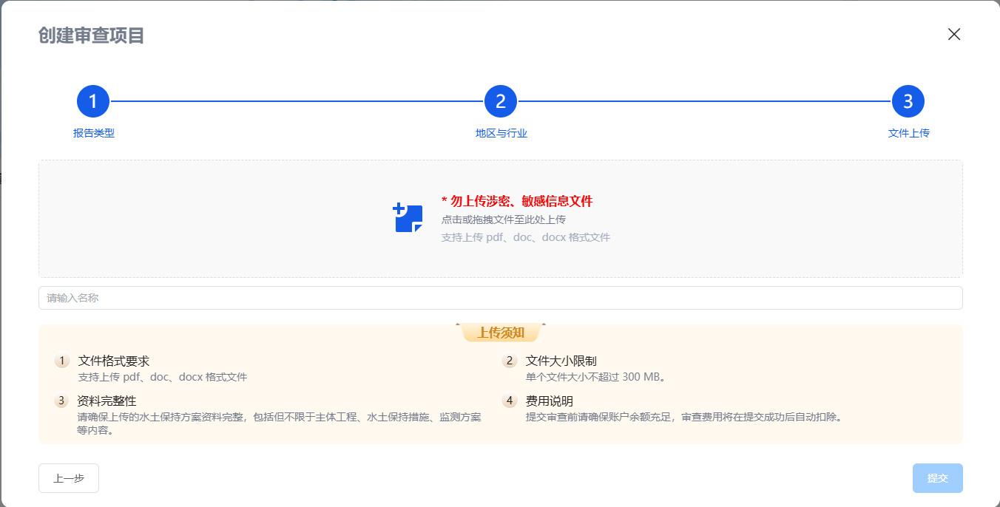 创建审查项目
1
2
3
报告类型
地区与行业
文件上传
* 勿上传涉密、敏感信息文件
点击或拖拽文件至此处上传
支持上传 pdf、doc、docx 格式文件
请输入名称
上传须知
1 文件格式要求
支持上传 pdf、doc、docx 格式文件
2 文件大小限制
单个文件大小不超过 300 MB。
3 资料完整性
请确保上传的水土保持方案资料完整，包括但不限于主体工程、水土保持措施、监测方案
等内容。
4 费用说明
提交审查前请确保账户余额充足，审查费用将在提交成功后自动扣除。
上一步
提交